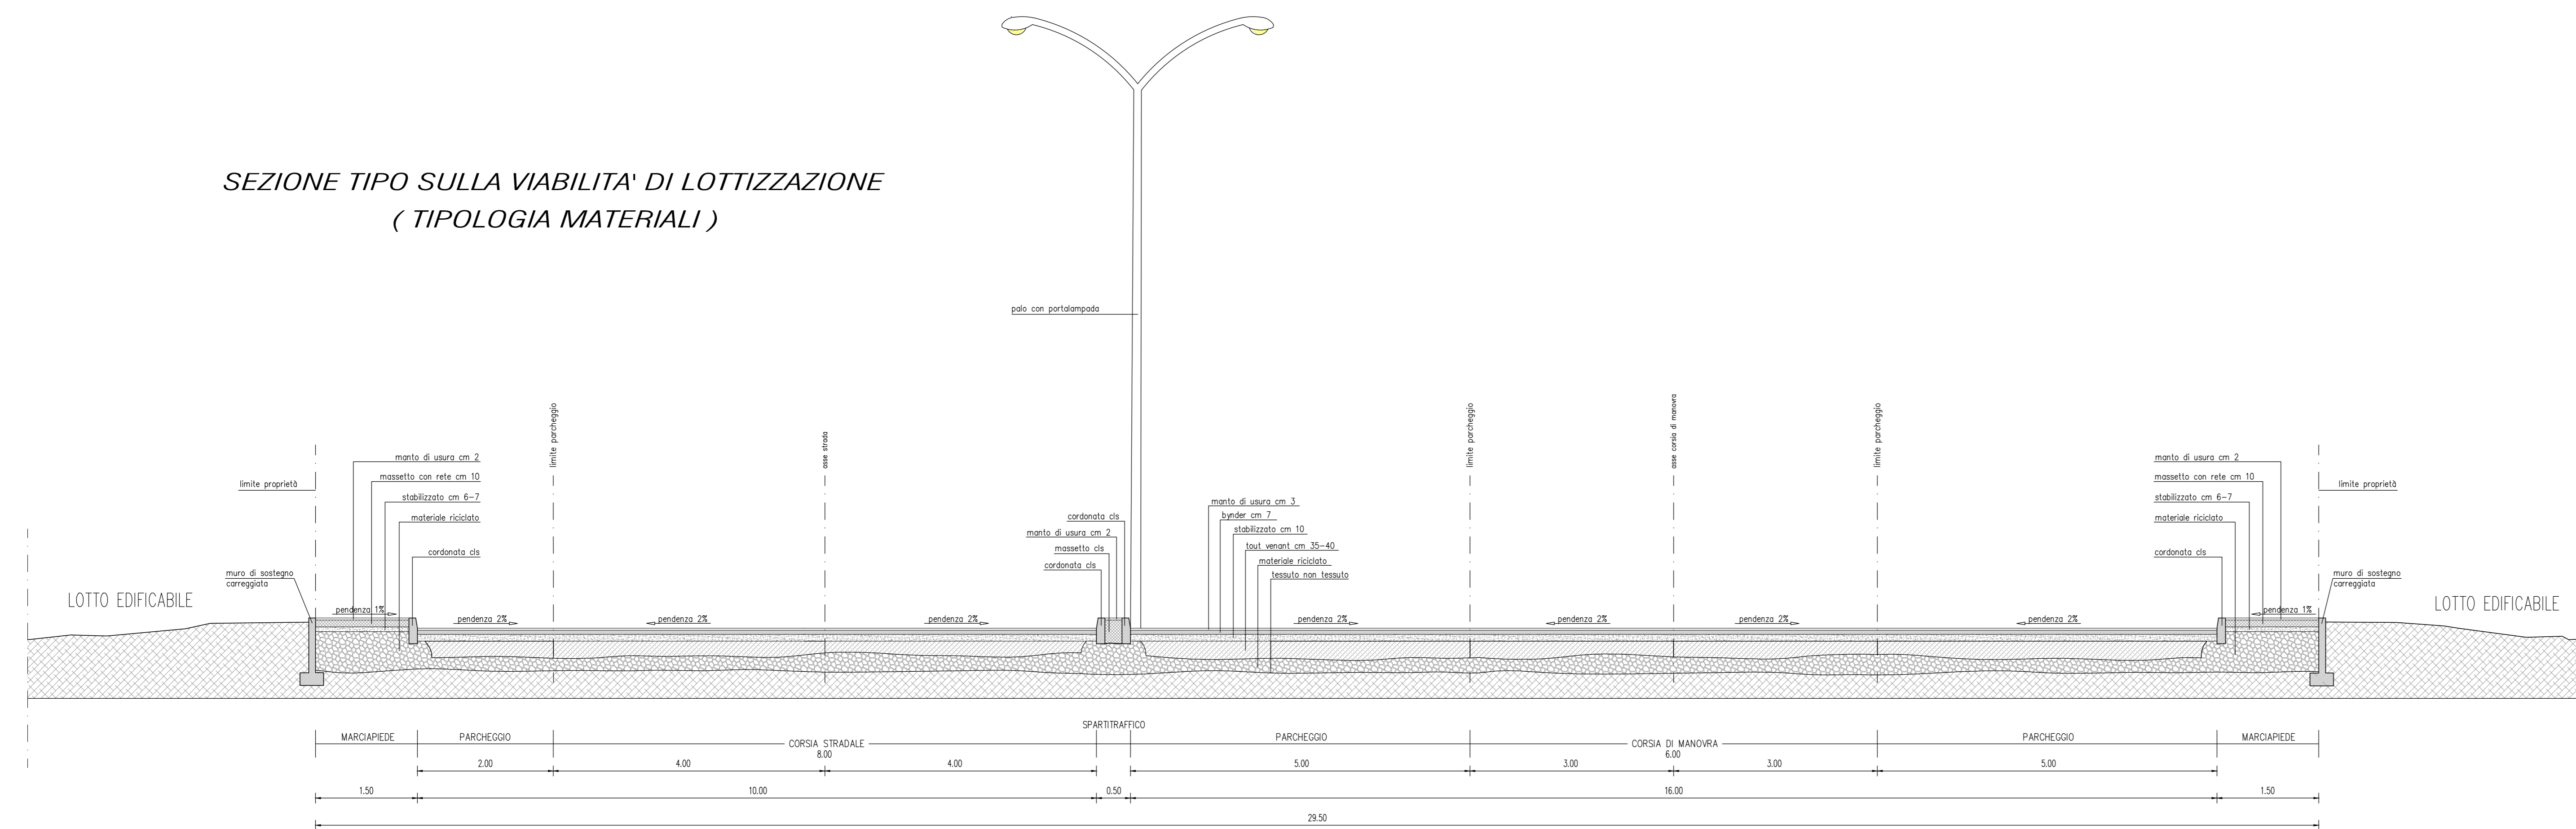 SEZIONE TIPO SULLA VIABILITA' DI LOTTIZZAZIONE
( TIPOLOGIA MATERIALI )
palo con portalampada
limite parcheggio
asse strada
limite parcheggio
asse corsia di manovra
limite parcheggio
manto di usura cm 2
massetto con rete cm 10
limite proprietà
stabilizzato cm 6-7
materiale riciclato
cordonata cls
muro di sostegno
carreggiata
LOTTO EDIFICABILE
cordonata cls
manto di usura cm 2
massetto cls
cordonata cls
manto di usura cm 3
bynder cm 7
stabilizzato cm 10
tout venant cm 35-40
materiale riciclato
tessuto non tessuto
manto di usura cm 2
massetto con rete cm 10
limite proprietà
stabilizzato cm 6-7
materiale riciclato
cordonata cls
muro di sostegno
carreggiata
LOTTO EDIFICABILE
pendenza 1%
pendenza 2%
pendenza 2%
pendenza 2%
pendenza 2%
pendenza 2%
pendenza 2%
pendenza 2%
pendenza 1%
SPARTITRAFFICO
MARCIAPIEDE
PARCHEGGIO
CORSIA STRADALE
8.00
PARCHEGGIO
CORSIA DI MANOVRA
6.00
PARCHEGGIO
MARCIAPIEDE
2.00
4.00
4.00
5.00
3.00
3.00
5.00
1.50
10.00
0.50
16.00
1.50
29.50